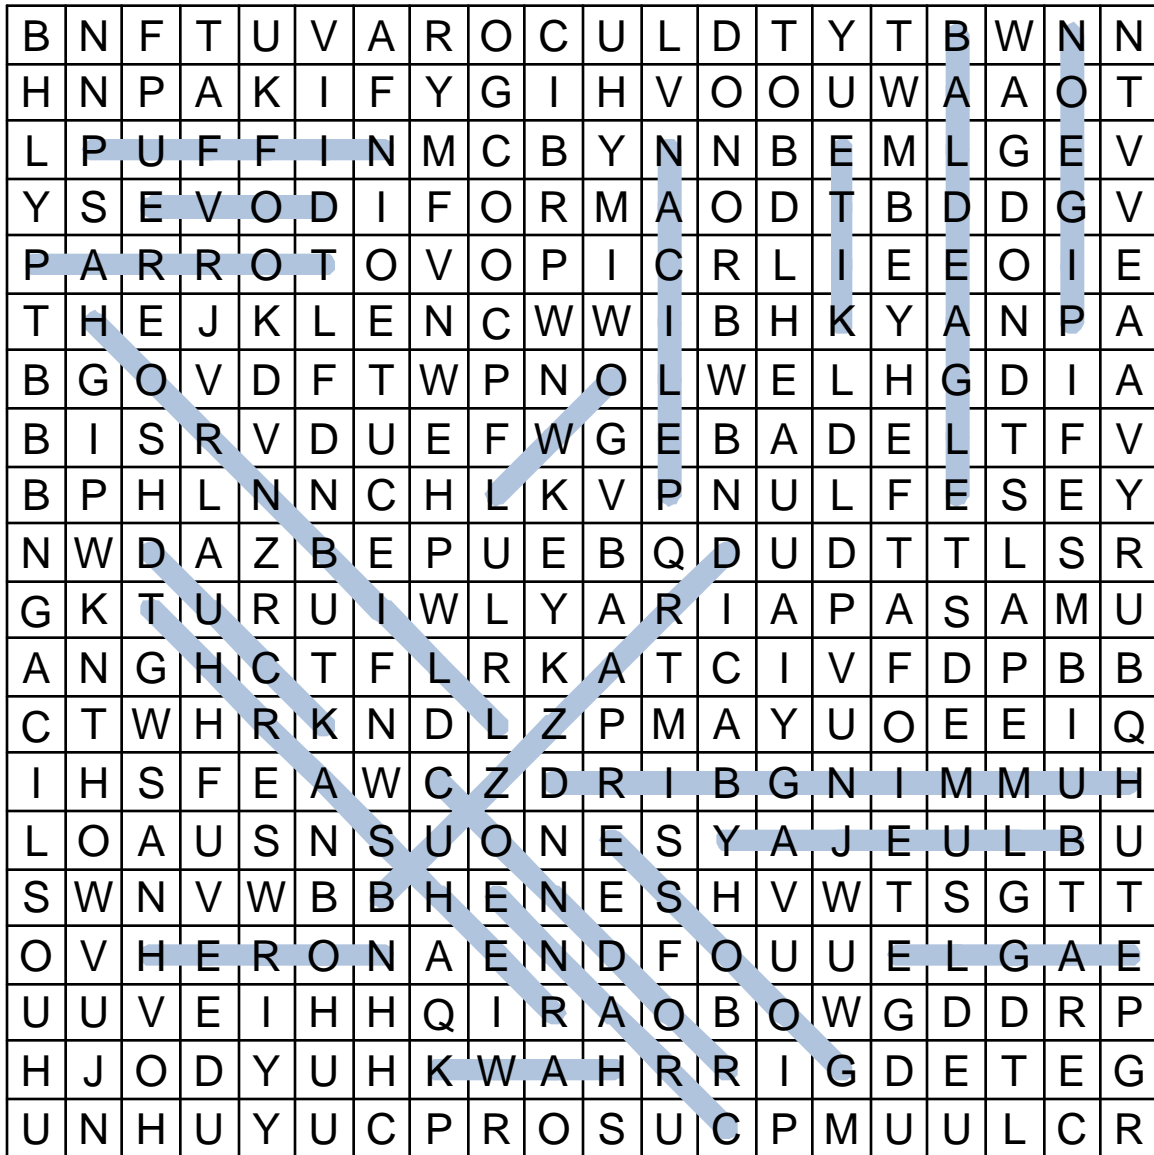 B N F T U V A R O C U L D T Y T B W N N
H N P A K I F Y G I H V O O U W A A O T
L P U F F I N M C B Y N N B E M L G E V
Y S E V O D I F O R M A O D T B D D G V
P A R R O T O V O P I C R L I E E O I E
T H E J K L E N C W W I B H K Y A N P A
B G O V D F T W P N O L W E L H G D I A
B I S R V D U E F W G E B A D E L T F V
B P H L N N C H L K V P N U L F E S E Y
N W D A Z B E P U E B Q D U D T T L S R
G K T U R U I W L Y A R I A P A S A M U
A N G H C T F L R K A T C I V F D P B B
C T W H R K N D L Z P M A Y U O E E I Q
I H S F E A W C Z D R I B G N I M M U H
L O A U S N S U O N E S Y A J E U L B U
S W N V W B B H E N E S H V W T S G T T
O V H E R O N A E N D F O U U E L G A E
U U V E I H H Q I R A O B O W G D D R P
H J O D Y U H K W A H R R I G D E T E G
U N H U Y U C P R O S U C P M U U L C R